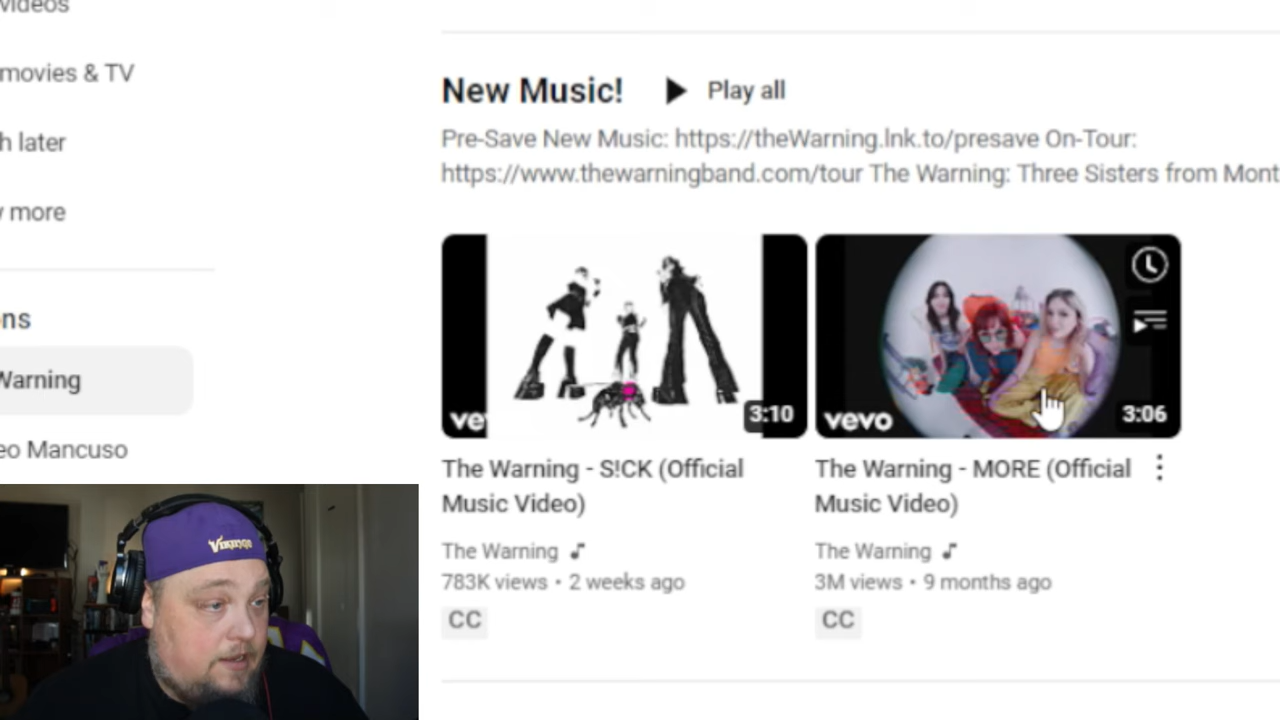 videos
movies & TV
h later
more
ns
Warning
eo Mancuso
New Music!
Play all
Pre-Save New Music: https://theWarning.lnk.to/presave On-Tour:
https://www.thewarningband.com/tour The Warning: Three Sisters from Mont
vevo
3:10
vevo
3:06
The Warning - S!CK (Official
Music Video)
The Warning
783K views • 2 weeks ago
CC
The Warning - MORE (Official
Music Video)
The Warning
3M views • 9 months ago
CC
Vikings